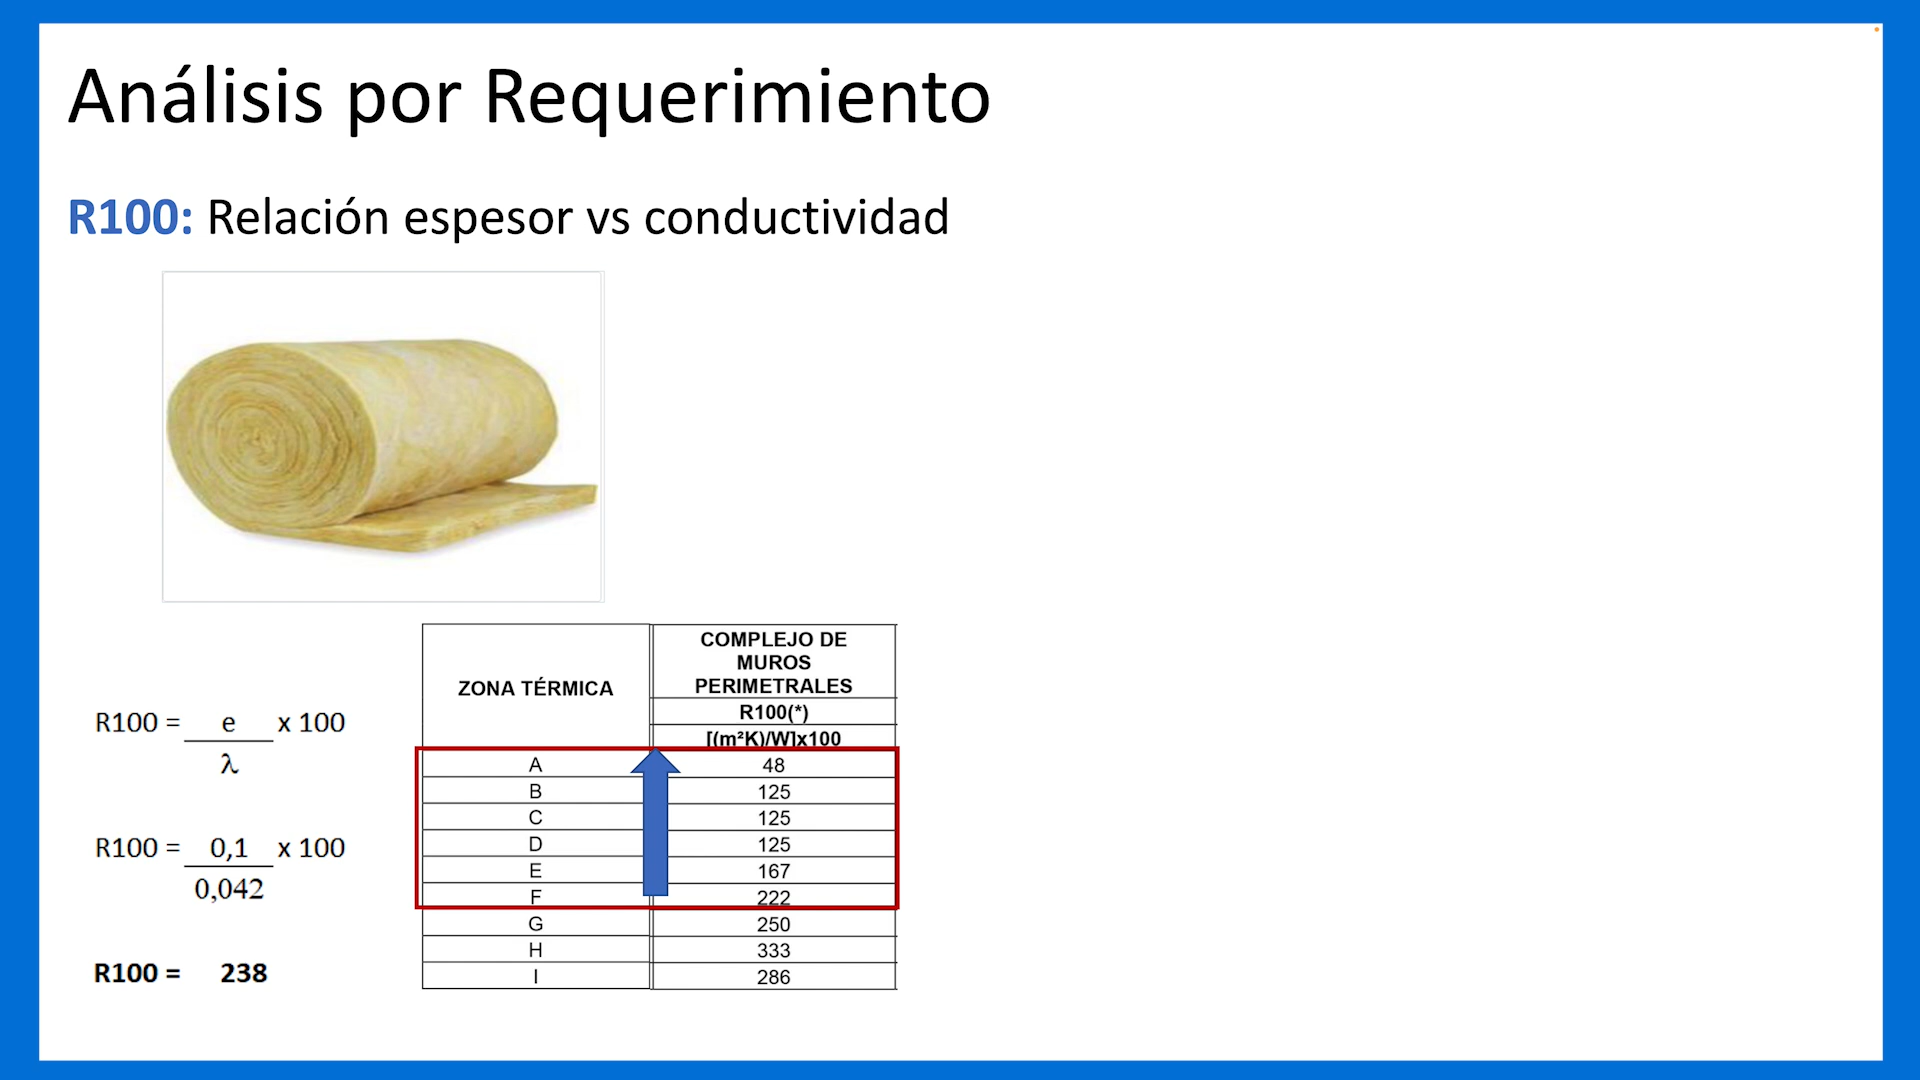 Análisis por Requerimiento
R100: Relación espesor vs conductividad
R100 = e x 100
λ
R100 = 0,1 x 100
0,042
R100 = 238
ZONA TÉRMICA
COMPLEJO DE
MUROS
PERIMETRALES
R100(*)
[(m²K)/W]x100
A 48
B 125
C 125
D 125
E 167
F 222
G 250
H 333
I 286